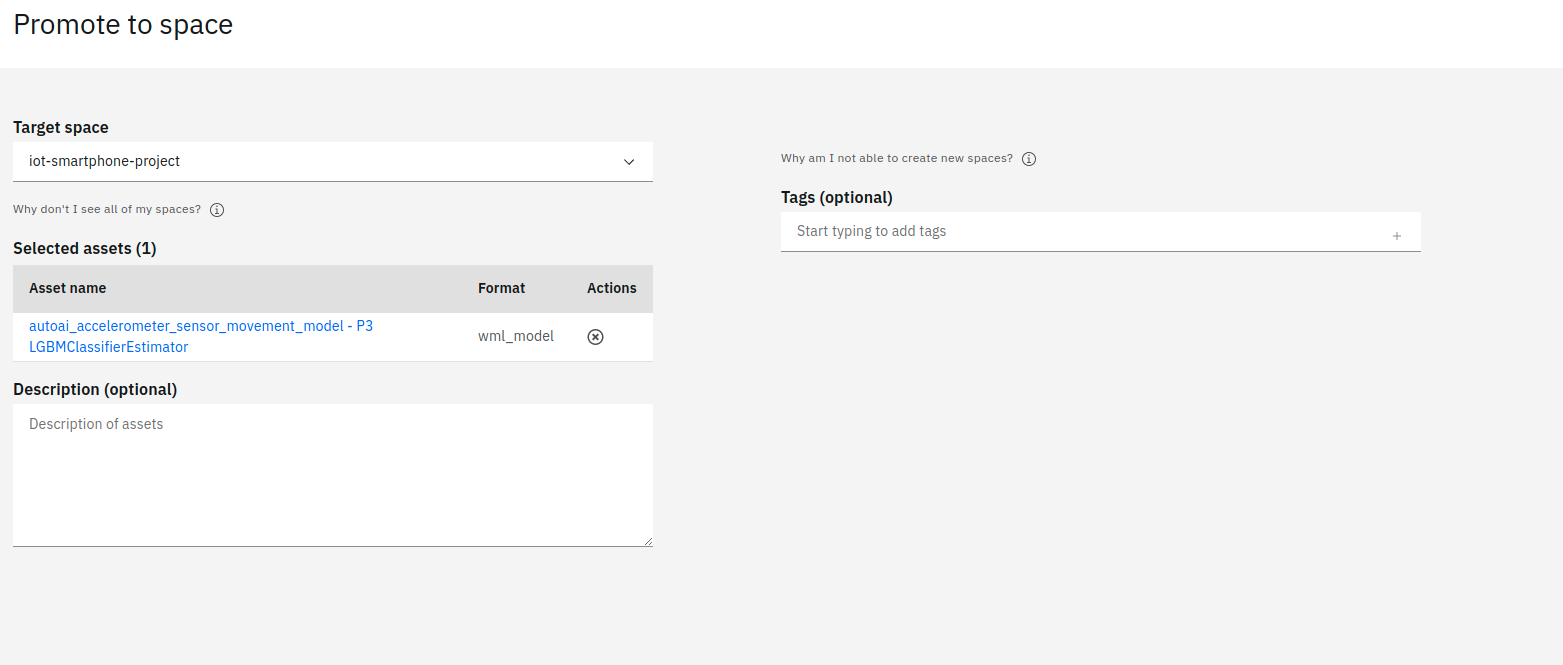 Promote to space
Target space
iot-smartphone-project
Why don't I see all of my spaces?
Selected assets (1)
Asset name Format Actions
autoai_accelerometer_sensor_movement_model - P3
LGBMClassifierEstimator
wml_model
Description (optional)
Description of assets
Why am I not able to create new spaces?
Tags (optional)
Start typing to add tags